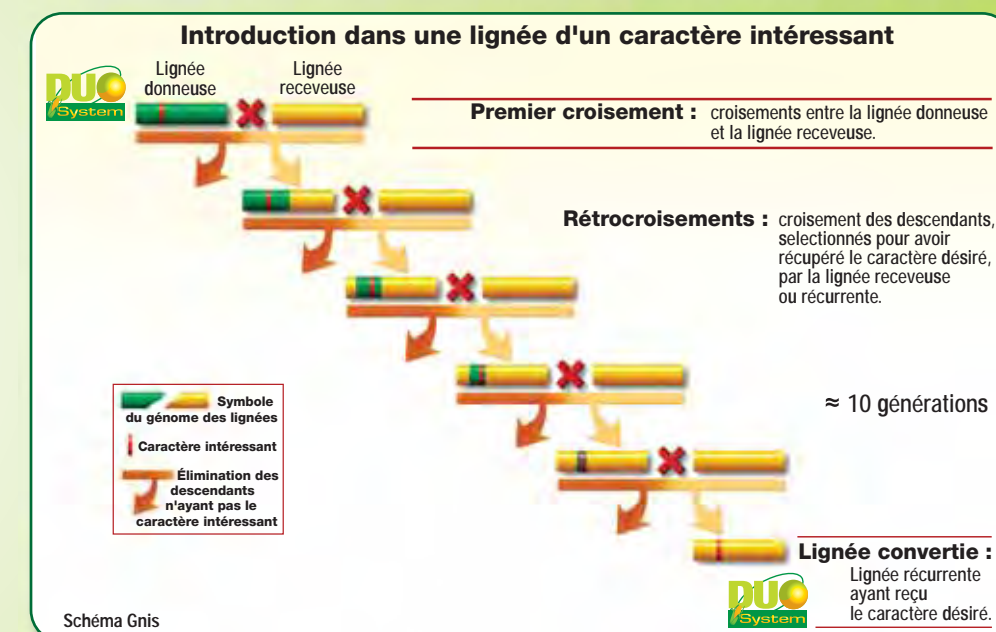 Introduction dans une lignée d'un caractère intéressant
DUO
System
Lignée
donneuse
Lignée
receveuse
Premier croisement : croisements entre la lignée donneuse
et la lignée receveuse.
Rétrocroisements : croisement des descendants,
selectionnés pour avoir
récupéré le caractère désiré,
par la lignée receveuse
ou récurrente.
≈ 10 générations
Symbole
du génome des lignées
Caractère intéressant
Élimination des
descendants
n'ayant pas le
caractère intéressant
Lignée convertie :
Lignée récurrente
ayant reçu
le caractère désiré.
DUO
System
Schéma Gnis